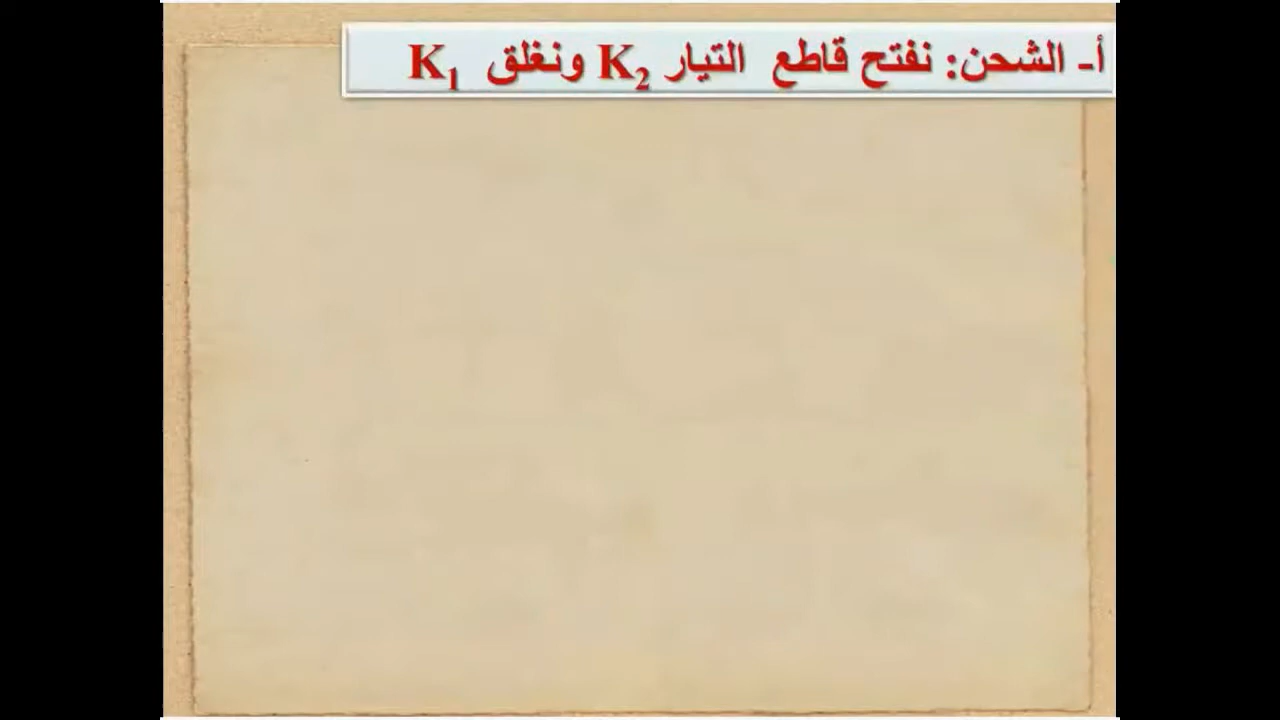 أ- الشحن: نفتح قاطع التيار K₂ ونغلق K₁